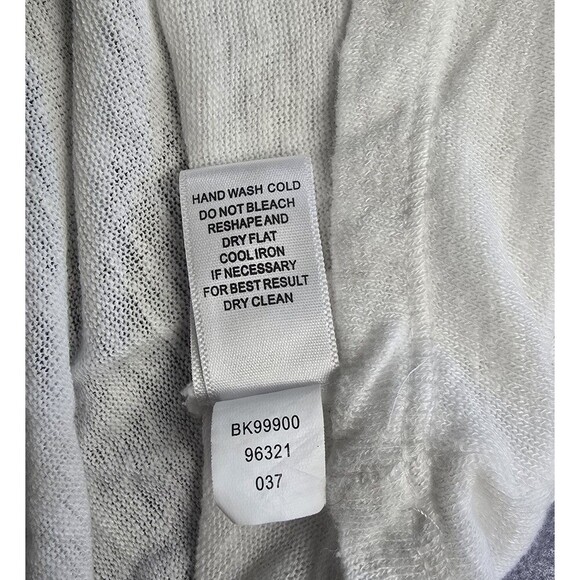 HAND WASH COLD
DO NOT BLEACH
RESHAPE AND
DRY FLAT
COOL IRON
IF NECESSARY
FOR BEST RESULT
DRY CLEAN
BK99900
96321
037